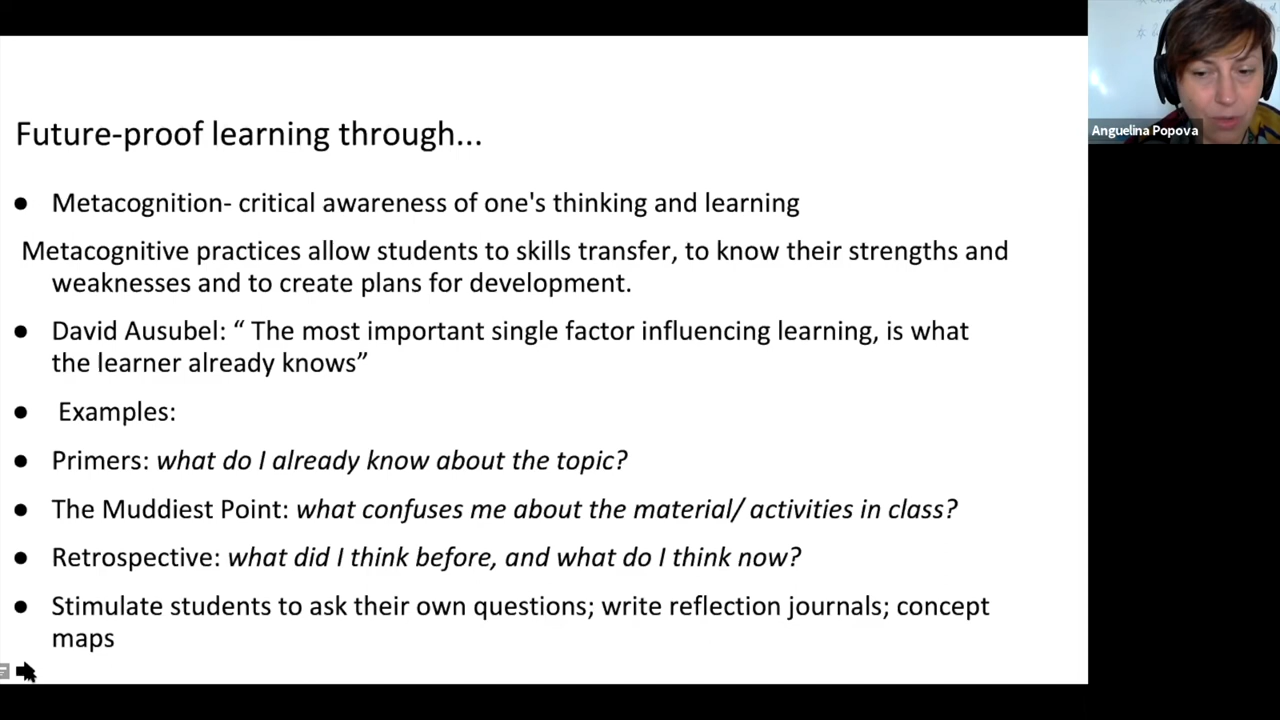 Future-proof learning through...
● Metacognition- critical awareness of one's thinking and learning
Metacognitive practices allow students to skills transfer, to know their strengths and
weaknesses and to create plans for development.
● David Ausubel: “ The most important single factor influencing learning, is what
the learner already knows”
● Examples:
● Primers: what do I already know about the topic?
● The Muddiest Point: what confuses me about the material/ activities in class?
● Retrospective: what did I think before, and what do I think now?
● Stimulate students to ask their own questions; write reflection journals; concept
maps
Anguelina Popova